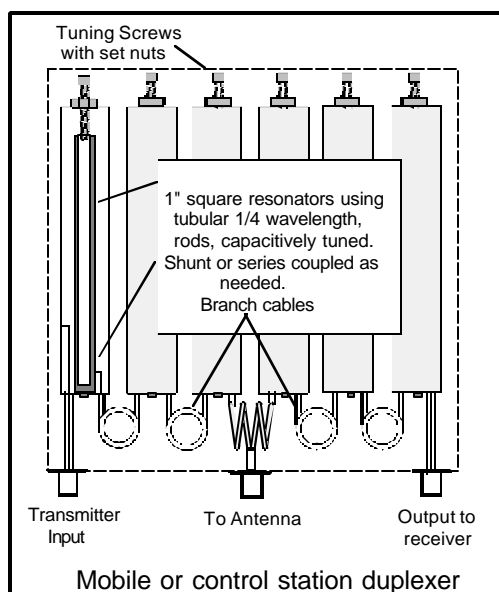 Tuning Screws
with set nuts
1" square resonators using
tubular 1/4 wavelength,
rods, capacitively tuned.
Shunt or series coupled as
needed.
Branch cables
Transmitter
Input
To Antenna
Output to
receiver
Mobile or control station duplexer